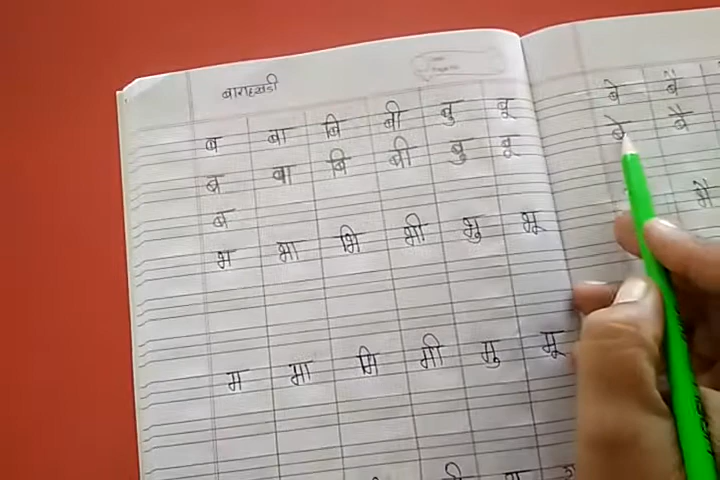 बाराखडी
ब बा बि बी बु बू बे बै
ब बा बि बी बु बू बे बै
ब
भ भा भि भी भु भू भै
म मा मि मी मु मू